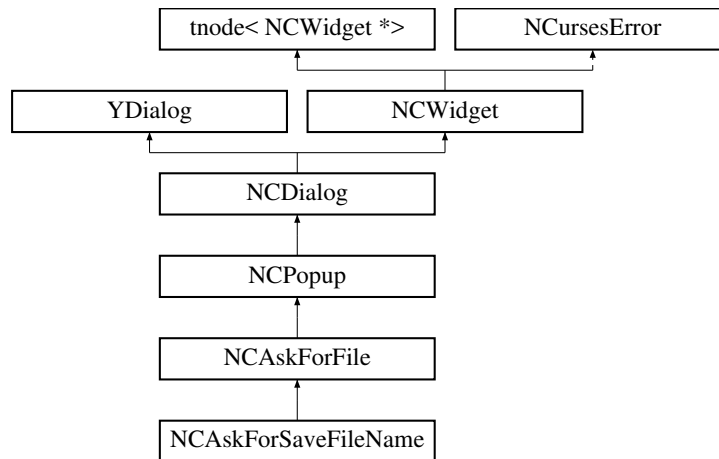 tnode< NCWidget *>
NCursesError
YDialog
NCWidget
NCDialog
NCPopup
NCAskForFile
NCAskForSaveFileName